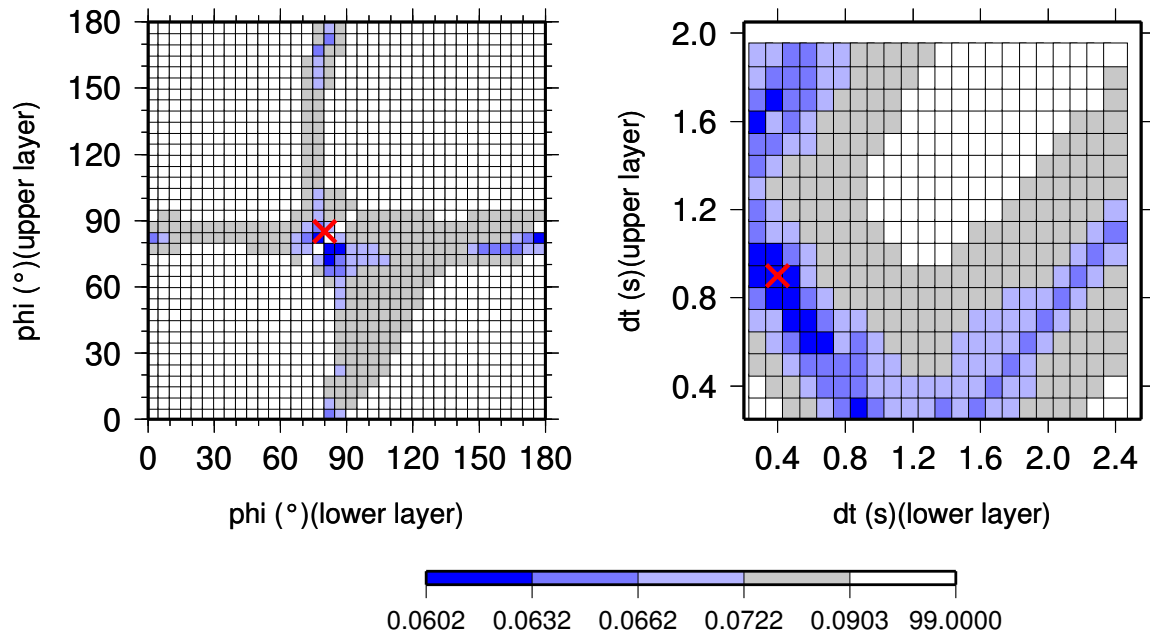 180
150
120
90
60
30
0
phi (°)(upper layer)
0 30 60 90 120 150 180
phi (°)(lower layer)
2.0
1.6
1.2
0.8
0.4
dt (s)(upper layer)
0.4 0.8 1.2 1.6 2.0 2.4
dt (s)(lower layer)
0.0602 0.0632 0.0662 0.0722 0.0903 99.0000